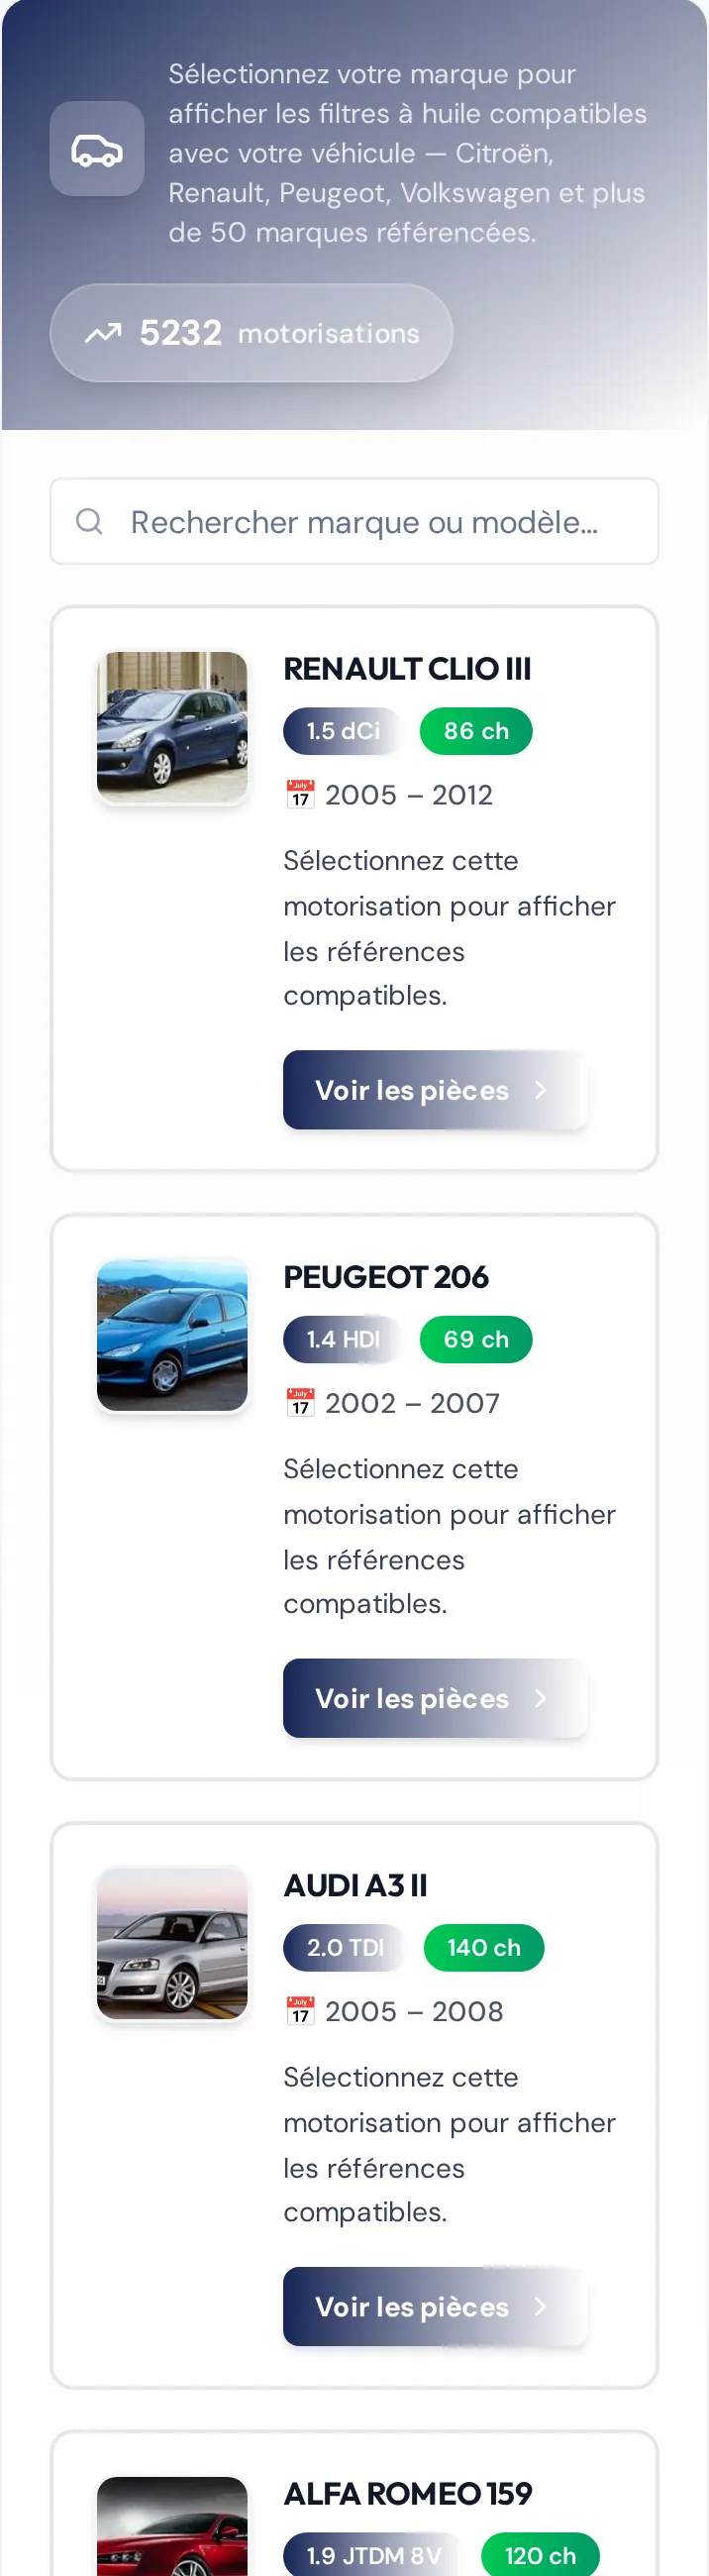 Sélectionnez votre marque pour
afficher les filtres à huile compatibles
avec votre véhicule — Citroën,
Renault, Peugeot, Volkswagen et plus
de 50 marques référencées.
5232 motorisations
Rechercher marque ou modèle...
RENAULT CLIO III
1.5 dCi 86 ch
📅 2005 – 2012
Sélectionnez cette
motorisation pour afficher
les références
compatibles.
Voir les pièces
PEUGEOT 206
1.4 HDI 69 ch
📅 2002 – 2007
Sélectionnez cette
motorisation pour afficher
les références
compatibles.
Voir les pièces
AUDI A3 II
2.0 TDI 140 ch
📅 2005 – 2008
Sélectionnez cette
motorisation pour afficher
les références
compatibles.
Voir les pièces
ALFA ROMEO 159
1.9 JTDM 8V 120 ch